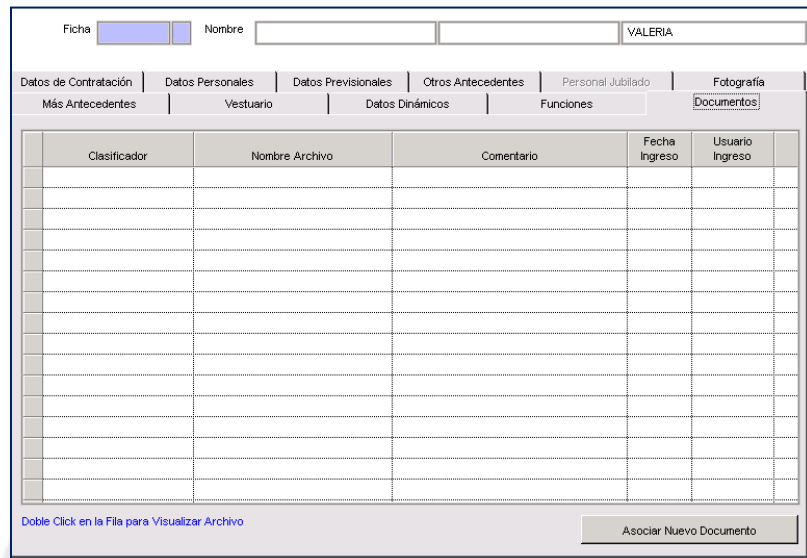 Ficha Nombre VALERIA
Datos de Contratación Datos Personales Datos Previsionales Otros Antecedentes Personal Jubilado Fotografía
Más Antecedentes Vestuario Datos Dinámicos Funciones Documentos
Clasificador Nombre Archivo Comentario Fecha Ingreso Usuario Ingreso
Doble Click en la Fila para Visualizar Archivo
Asociar Nuevo Documento